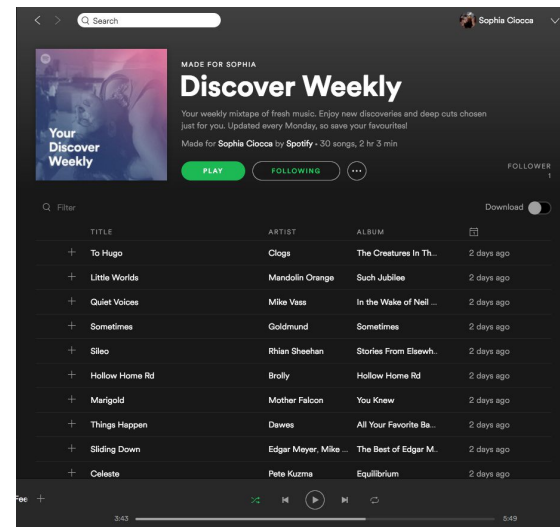 Search
Sophia Ciocca
MADE FOR SOPHIA
Discover Weekly
Your weekly mixtape of fresh music. Enjoy new discoveries and deep cuts chosen
just for you. Updated every Monday, so save your favourites!
Made for Sophia Ciocca by Spotify • 30 songs, 2 hr 3 min
Your
Discover
Weekly
PLAY
FOLLOWING
FOLLOWER
1
Filter
Download
TITLE ARTIST ALBUM
To Hugo Clogs The Creatures In Th... 2 days ago
Little Worlds Mandolin Orange Such Jubilee 2 days ago
Quiet Voices Mike Vass In the Wake of Neil ... 2 days ago
Sometimes Goldmund Sometimes 2 days ago
Sileo Rhian Sheehan Stories From Elsewh.. 2 days ago
Hollow Home Rd Brolly Hollow Home Rd 2 days ago
Marigold Mother Falcon You Knew 2 days ago
Things Happen Dawes All Your Favorite Ba... 2 days ago
Sliding Down Edgar Meyer, Mike ... The Best of Edgar M.. 2 days ago
Celeste Pete Kuzma Equilibrium 2 days ago
Fee
3:43 5:49